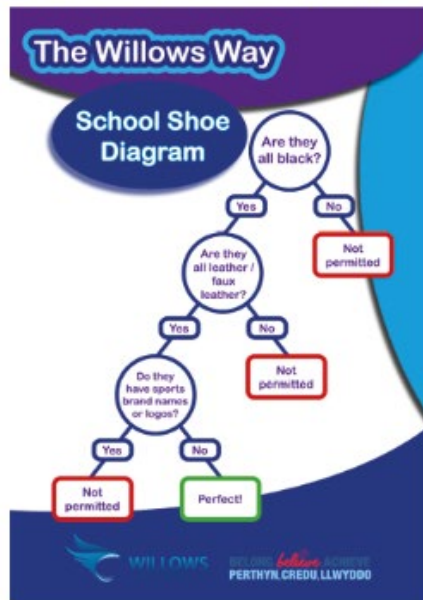 The Willows Way
School Shoe
Diagram
Are they
all black?
Yes
No
Not
permitted
Are they
all leather /
faux
leather?
Yes
No
Not
permitted
Do they
have sports
brand names
or logos?
Yes
No
Not
permitted
Perfect!
WILLOWS
BELONG believe ACHIEVE
PERTHYN.CREDU.LLWYDDO